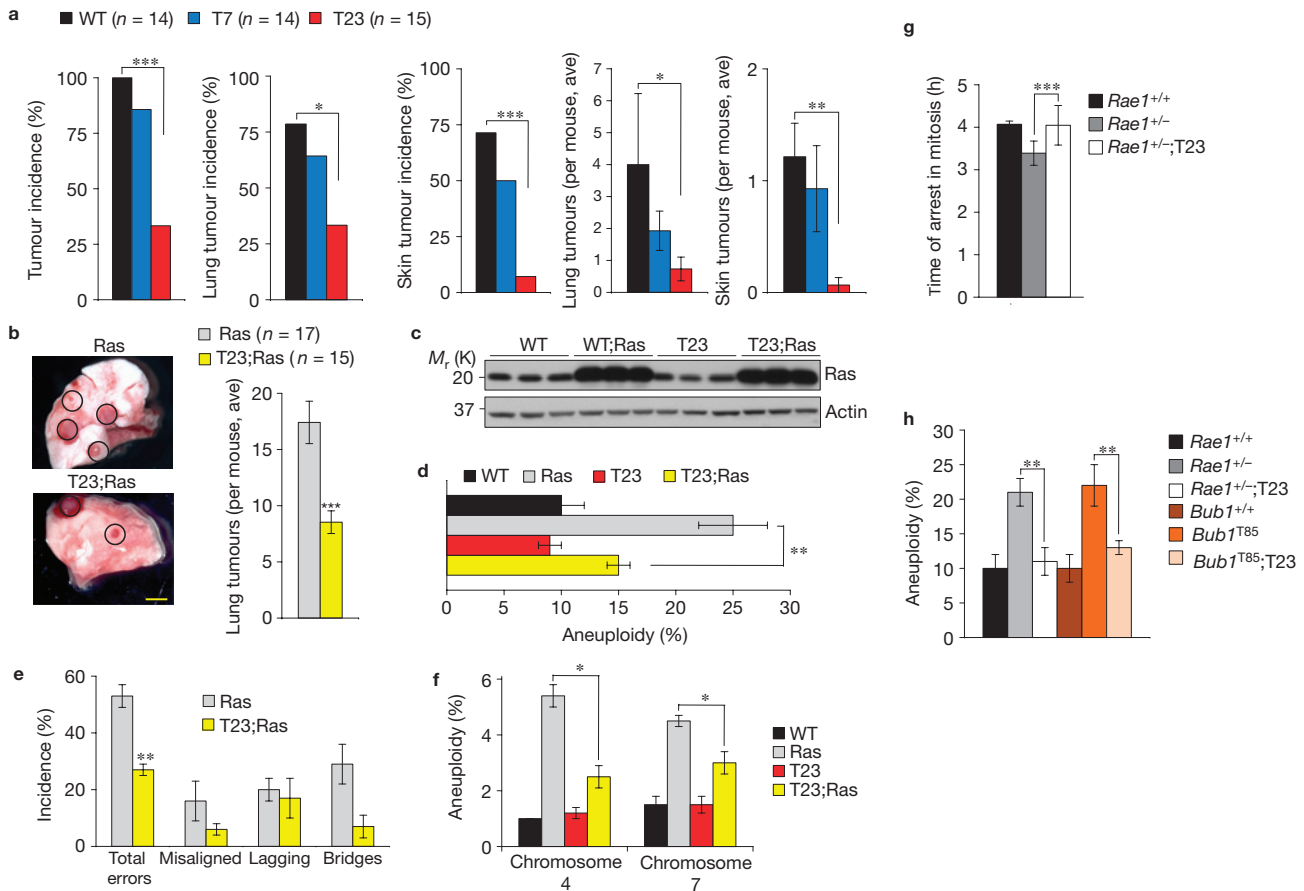 a
WT (n = 14) T7 (n = 14) T23 (n = 15)
Tumour incidence (%)
100
75
50
25
0
***
Lung tumour incidence (%)
100
75
50
25
0
*
Skin tumour incidence (%)
100
75
50
25
0
***
Lung tumours (per mouse, ave)
7
6
5
4
3
2
1
0
*
Skin tumours (per mouse, ave)
2
1
0
**
b
Ras
T23;Ras
Ras (n = 17)
T23;Ras (n = 15)
Lung tumours (per mouse, ave)
20
15
10
5
0
***
c
WT WT;Ras T23 T23;Ras
Mr (K)
20
Ras
37
Actin
d
WT Ras T23 T23;Ras
**
0 5 10 15 20 25 30
Aneuploidy (%)
e
Incidence (%)
60
40
20
0
Ras
T23;Ras
**
Total errors Misaligned Lagging Bridges
f
Aneuploidy (%)
6
4
2
0
* *
WT
Ras
T23
T23;Ras
Chromosome 4 Chromosome 7
g
Time of arrest in mitosis (h)
5
4
3
2
1
0
***
Rae1+/+
Rae1+/−
Rae1+/−;T23
h
Aneuploidy (%)
30
25
20
15
10
5
0
** **
Rae1+/+
Rae1+/−
Rae1+/−;T23
Bub1+/+
Bub1T85
Bub1T85;T23